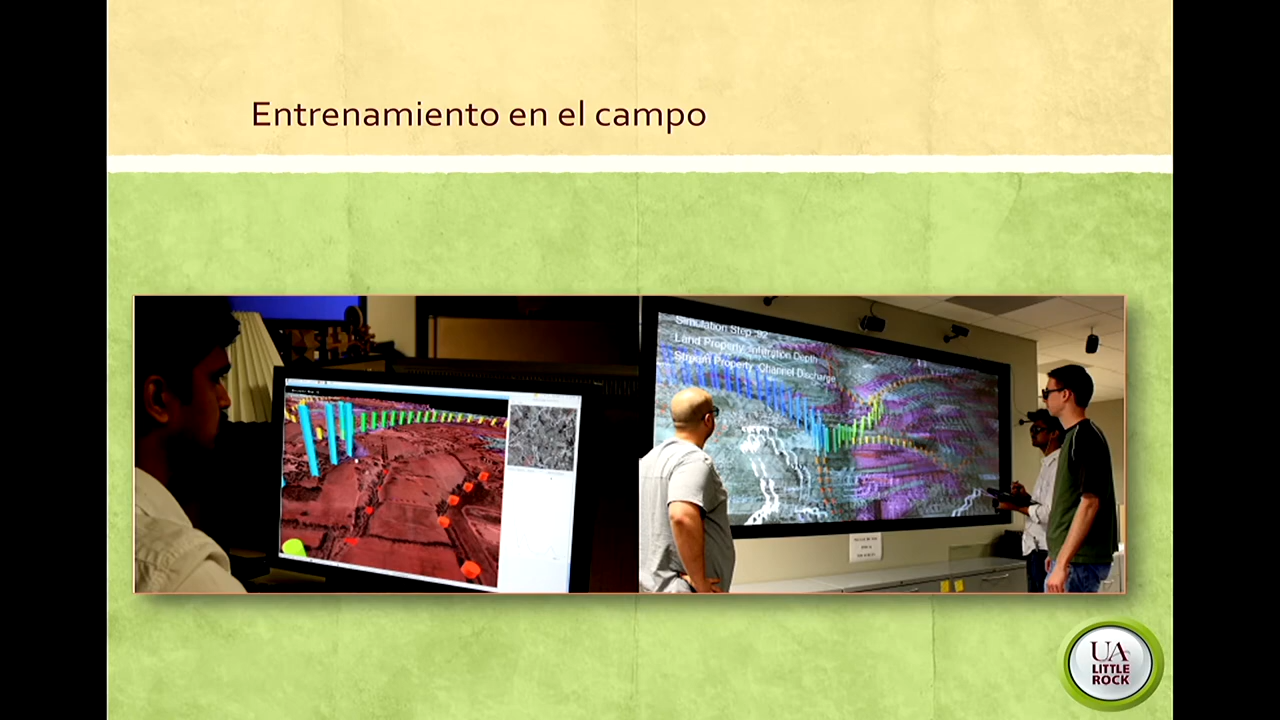 Entrenamiento en el campo
Simulation Step 92
Land Property Infiltration Depth
Stream Property Channel Discharge
UA
LITTLE
ROCK